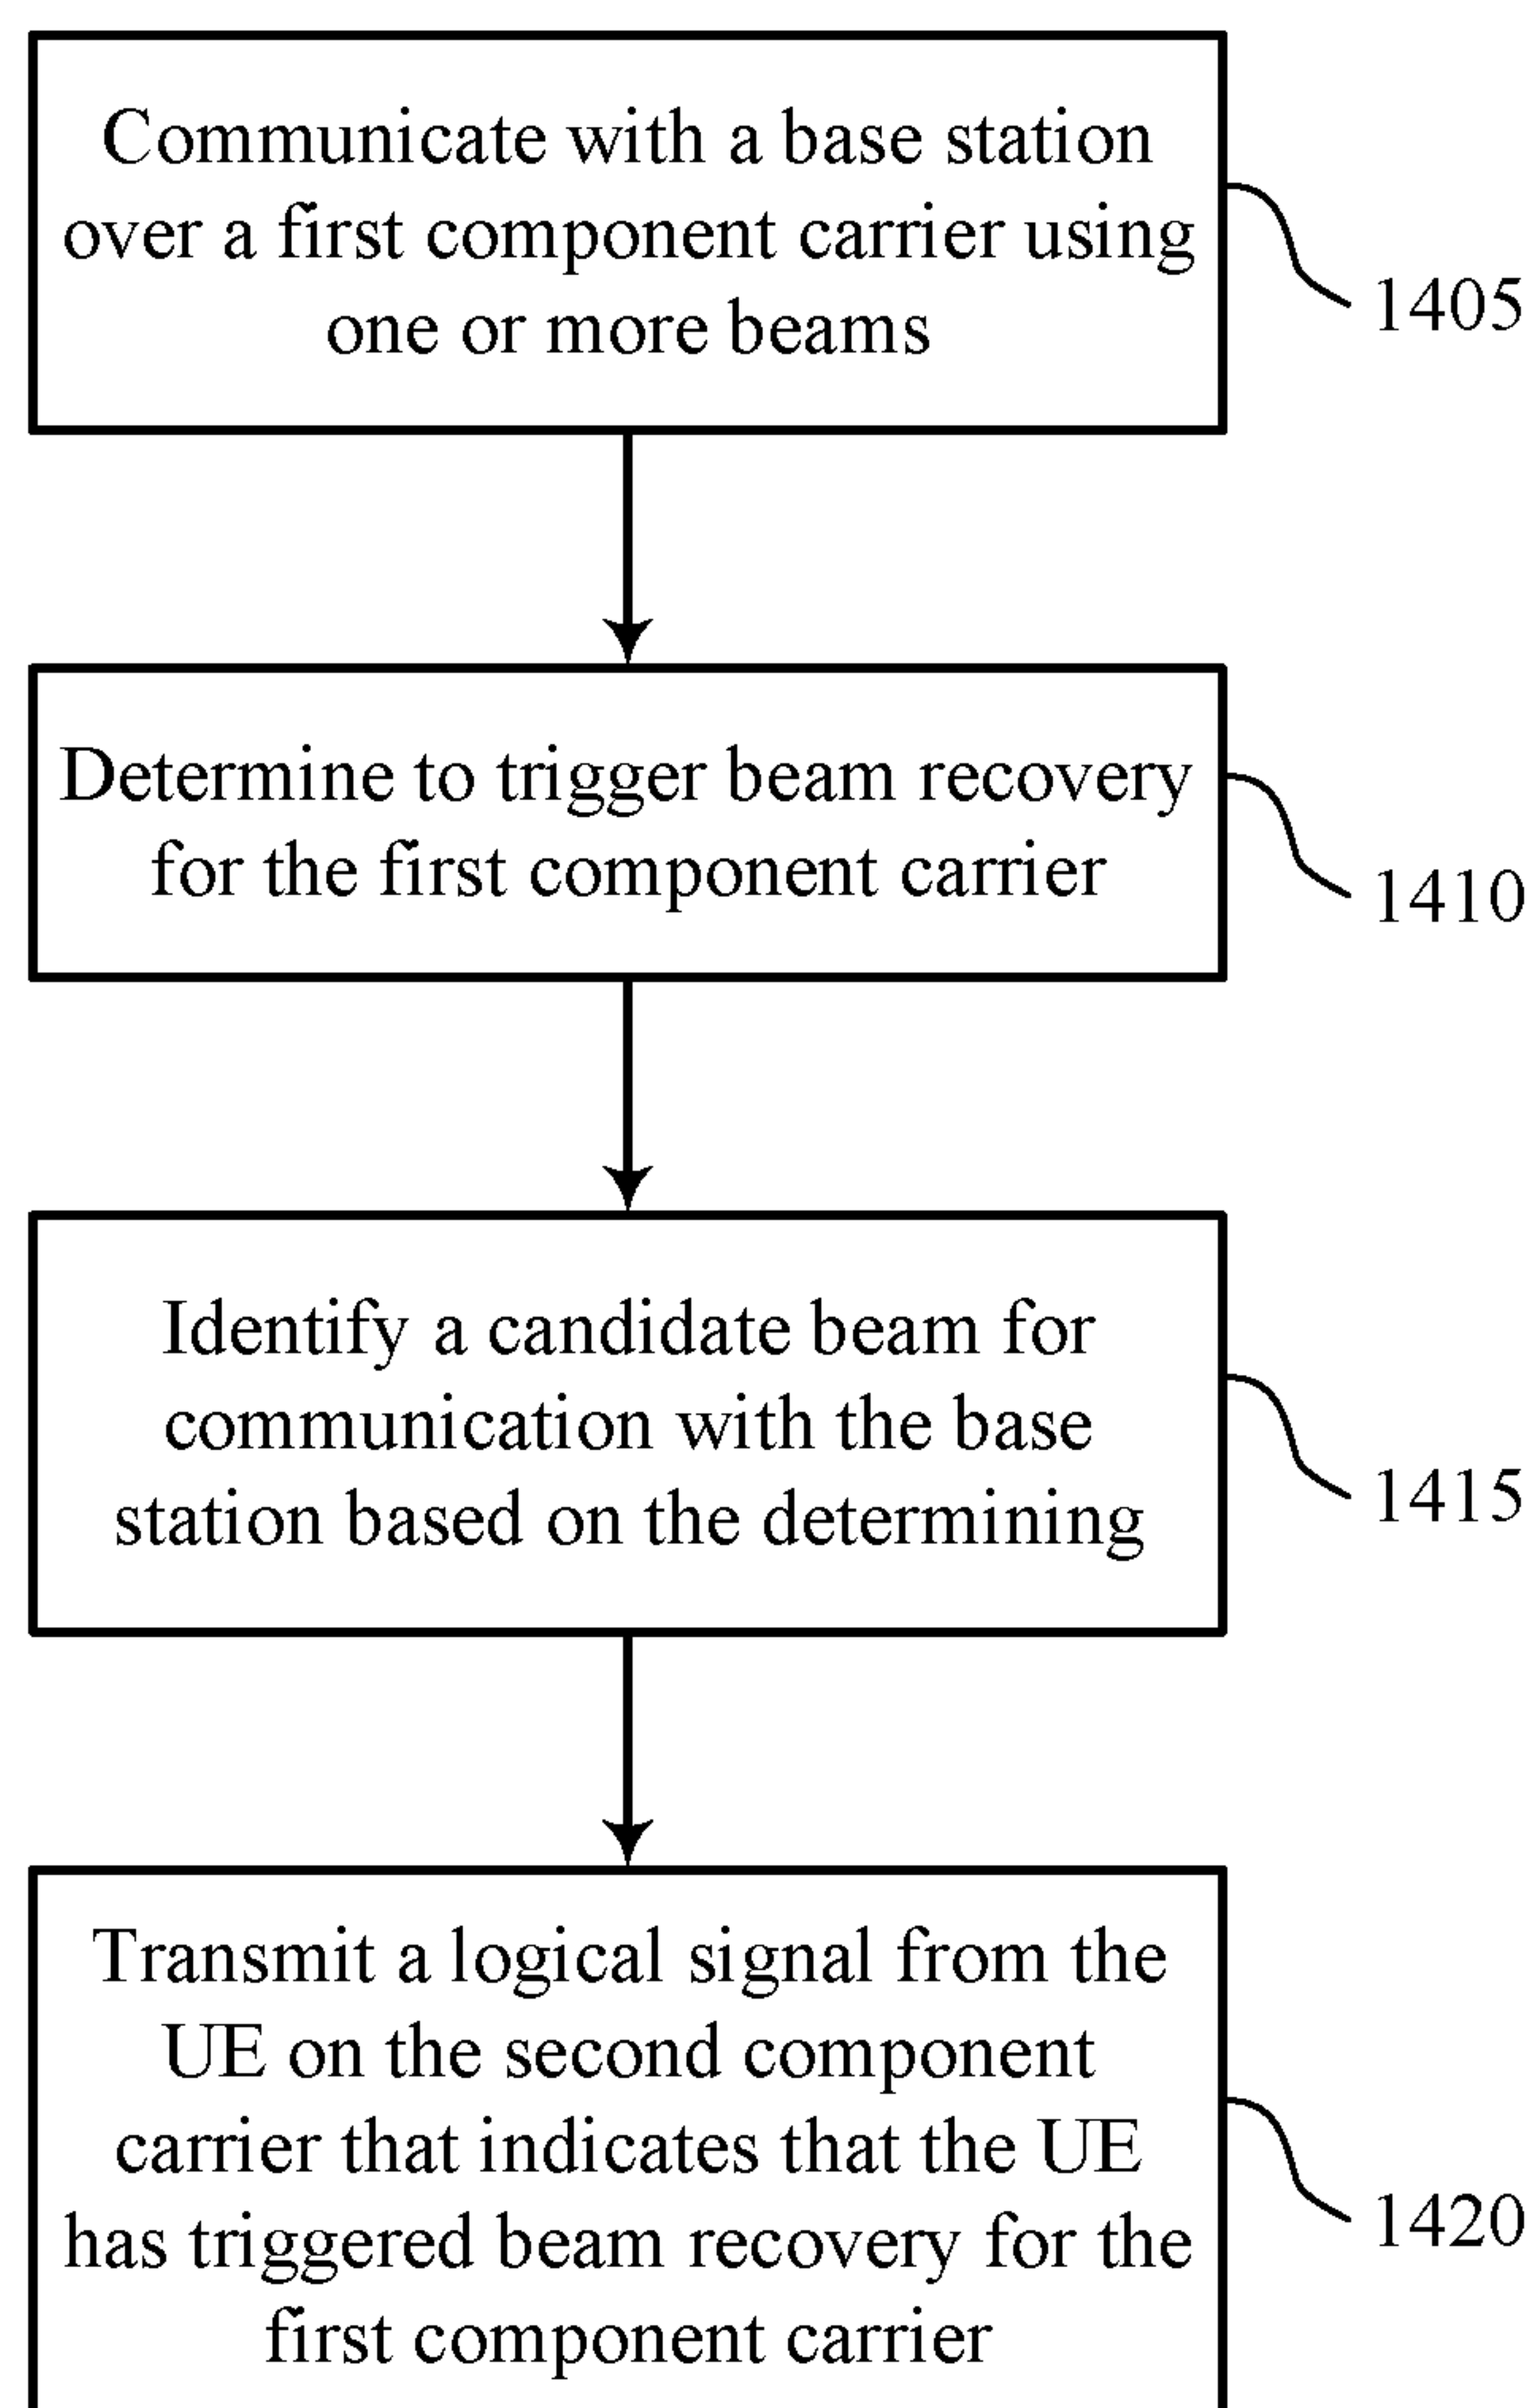 Communicate with a base station
over a first component carrier using
one or more beams
1405
Determine to trigger beam recovery
for the first component carrier
1410
Identify a candidate beam for
communication with the base
station based on the determining
1415
Transmit a logical signal from the
UE on the second component
carrier that indicates that the UE
has triggered beam recovery for the
first component carrier
1420